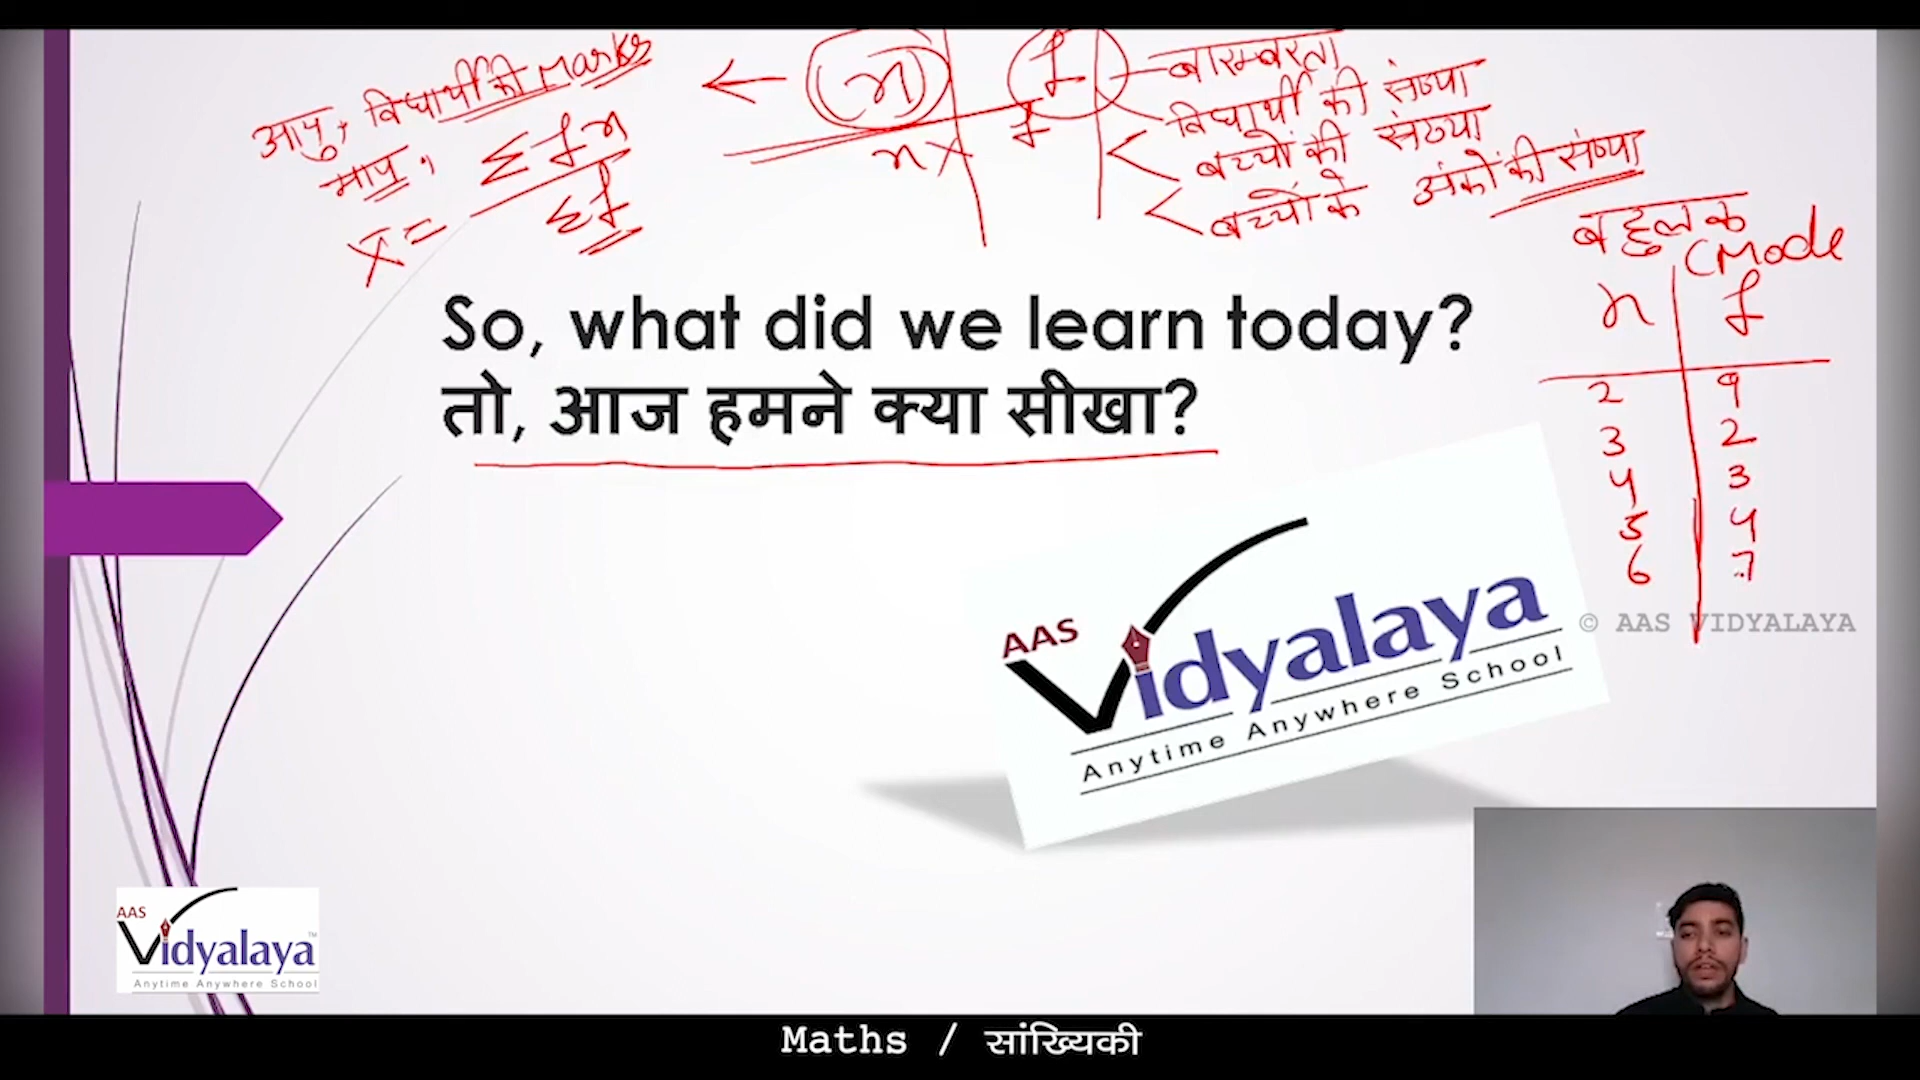 आयु, विद्यार्थी की Marks
माप,
x̄ = Σfx / Σf
x f
x f
बारम्बरता
विद्यार्थी की संख्या
बच्चों की संख्या
बच्चों के अंकों की संख्या
बहुलक
(Mode
x f
2 9
3 2
4 3
5 4
6 7
So, what did we learn today?
तो, आज हमने क्या सीखा?
AAS
Vidyalaya
Anytime Anywhere School
© AAS VIDYALAYA
AAS
Vidyalaya™
Anytime Anywhere School
Maths / सांख्यिकी